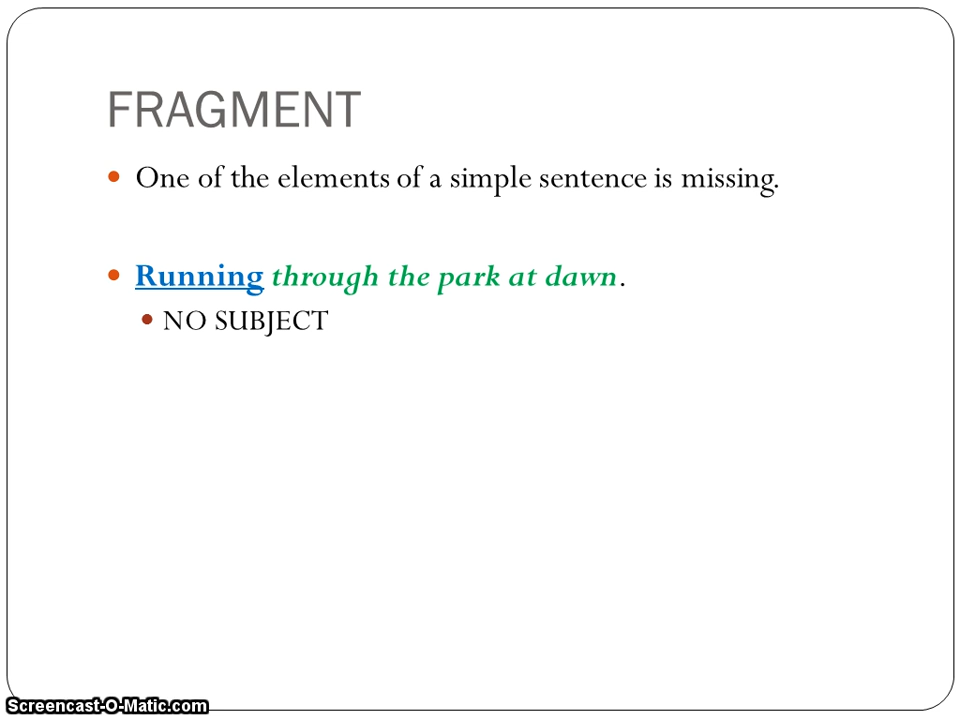 FRAGMENT
One of the elements of a simple sentence is missing.
Running through the park at dawn.
NO SUBJECT
Screencast-O-Matic.com